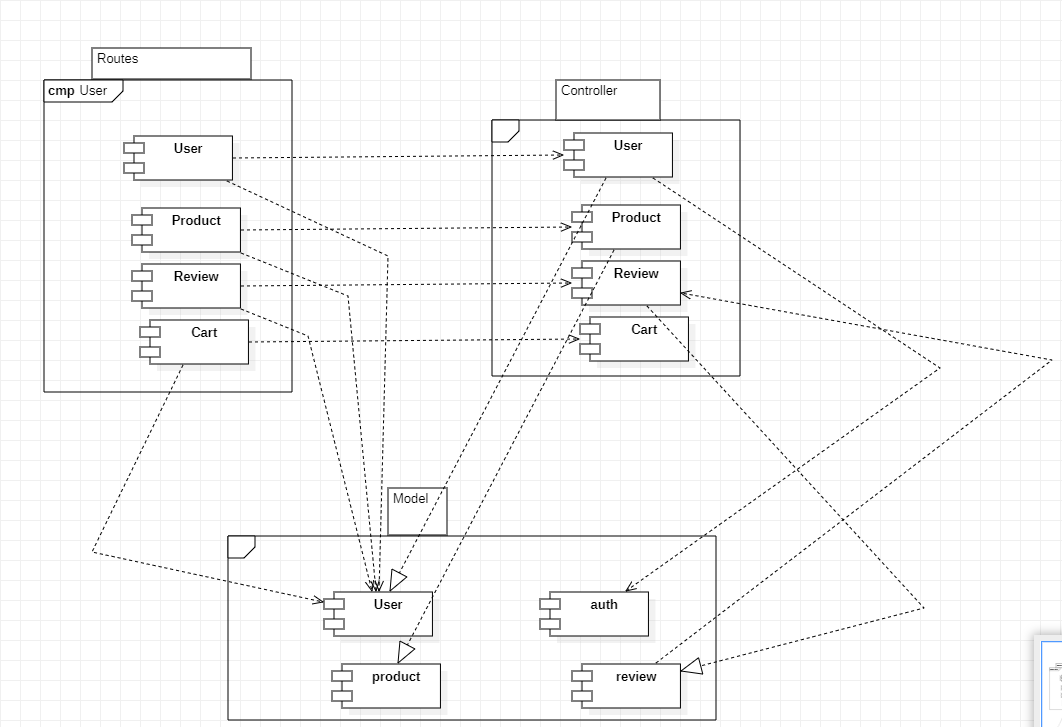 Routes
cmp User
User
Product
Review
Cart
Controller
User
Product
Review
Cart
Model
User
auth
product
review